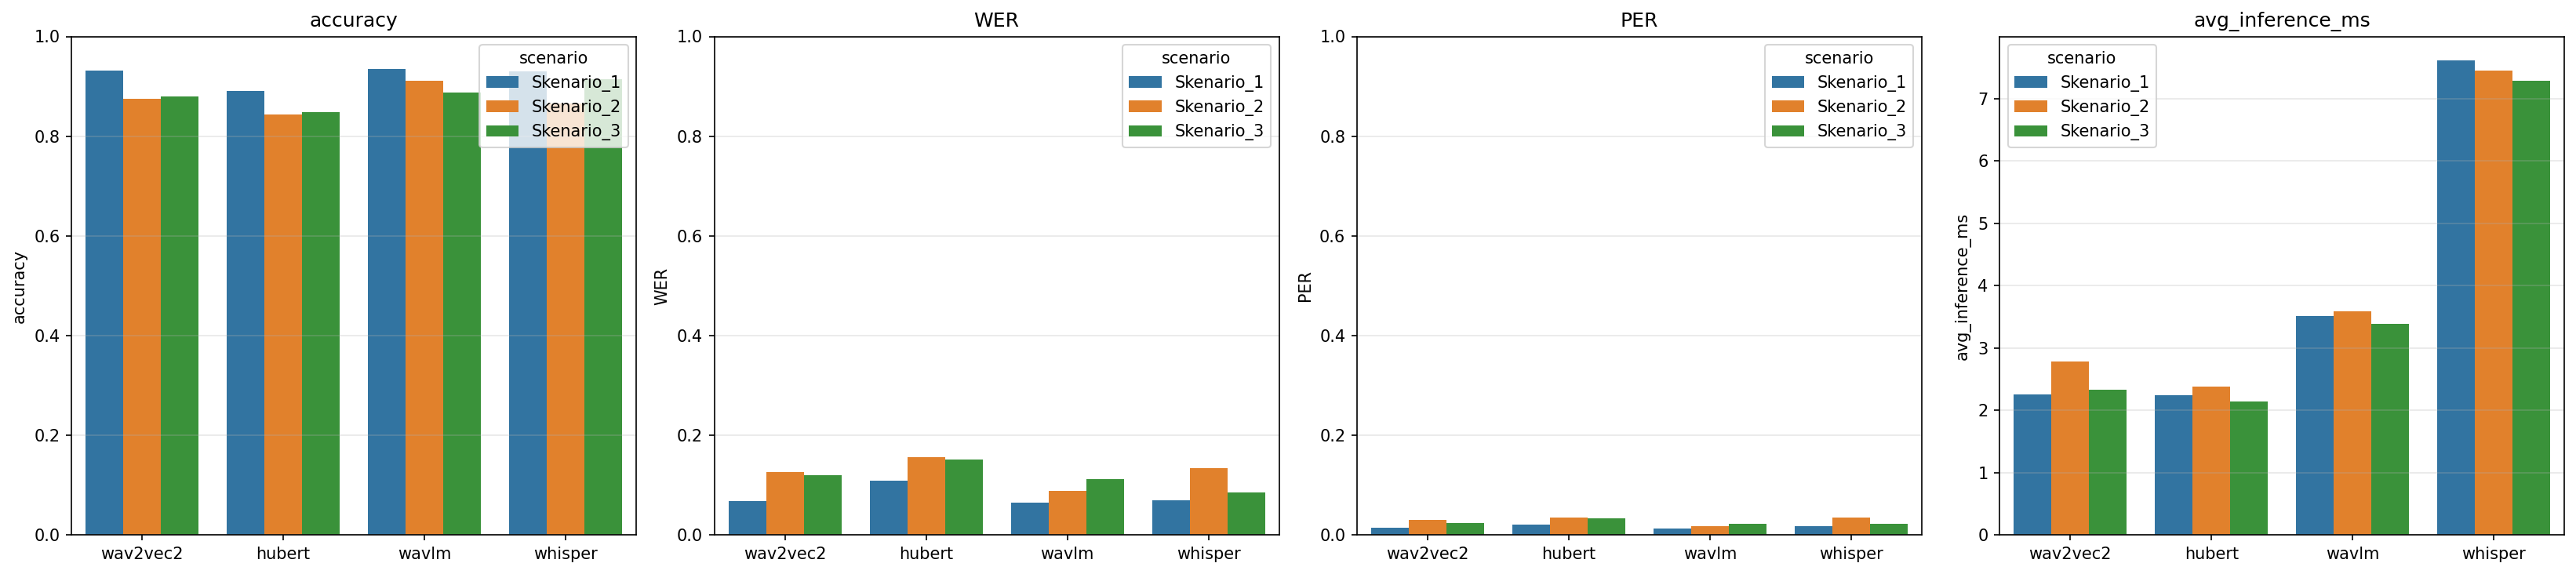 accuracy
accuracy
1.0
0.8
0.6
0.4
0.2
0.0
scenario
Skenario_1
Skenario_2
Skenario_3
wav2vec2 hubert wavlm whisper
WER
WER
1.0
0.8
0.6
0.4
0.2
0.0
scenario
Skenario_1
Skenario_2
Skenario_3
wav2vec2 hubert wavlm whisper
PER
PER
1.0
0.8
0.6
0.4
0.2
0.0
scenario
Skenario_1
Skenario_2
Skenario_3
wav2vec2 hubert wavlm whisper
avg_inference_ms
avg_inference_ms
7
6
5
4
3
2
1
0
scenario
Skenario_1
Skenario_2
Skenario_3
wav2vec2 hubert wavlm whisper